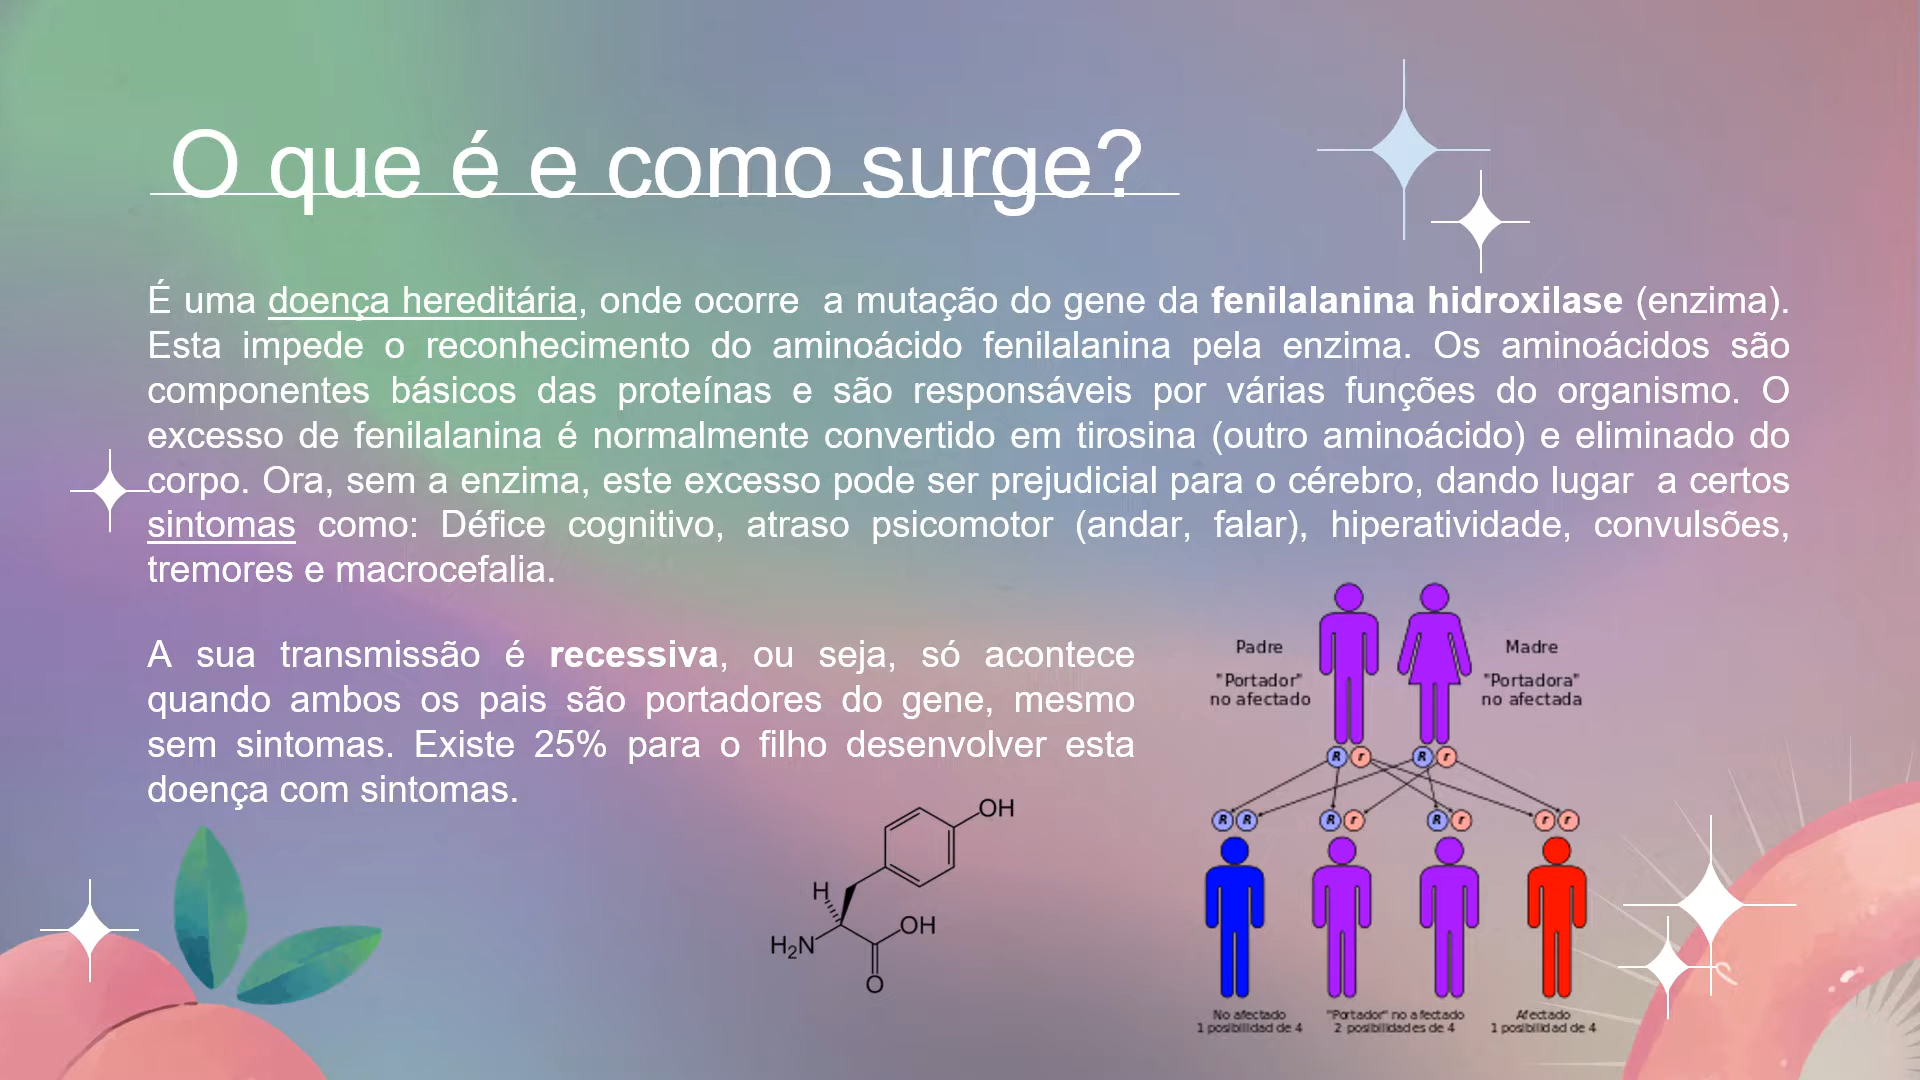 O que é e como surge?
É uma doença hereditária, onde ocorre a mutação do gene da fenilalanina hidroxilase (enzima).
Esta impede o reconhecimento do aminoácido fenilalanina pela enzima. Os aminoácidos são
componentes básicos das proteínas e são responsáveis por várias funções do organismo. O
excesso de fenilalanina é normalmente convertido em tirosina (outro aminoácido) e eliminado do
corpo. Ora, sem a enzima, este excesso pode ser prejudicial para o cérebro, dando lugar a certos
sintomas como: Défice cognitivo, atraso psicomotor (andar, falar), hiperatividade, convulsões,
tremores e macrocefalia.
A sua transmissão é recessiva, ou seja, só acontece
quando ambos os pais são portadores do gene, mesmo
sem sintomas. Existe 25% para o filho desenvolver esta
doença com sintomas.
OH
H
OH
H₂N
O
Padre
"Portador"
no afectado
Madre
"Portadora"
no afectada
R r R r
R R R r R r r r
No afectado
1 posibilidad de 4
"Portador" no afectado
2 posibilidades de 4
Afectado
1 posibilidad de 4